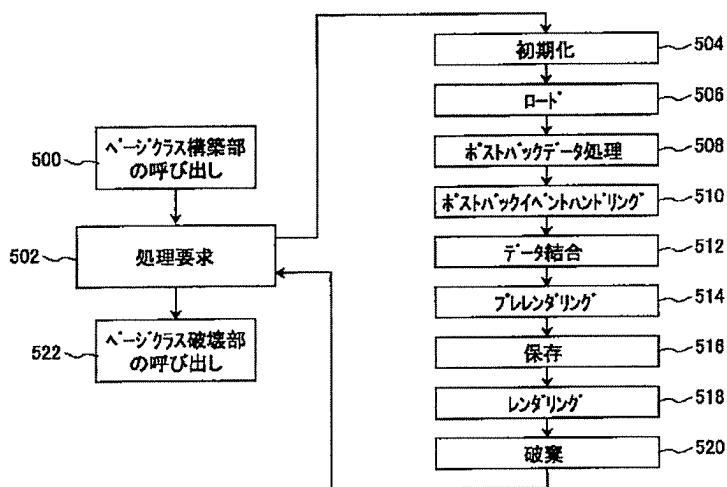 500
ページクラス構築部
の呼び出し
502
処理要求
522
ページクラス破壊部
の呼び出し
初期化
504
ロード
506
ポストバックデータ処理
508
ポストバックイベントハンドリング
510
データ結合
512
プレレンダリング
514
保存
516
レンダリング
518
破棄
520